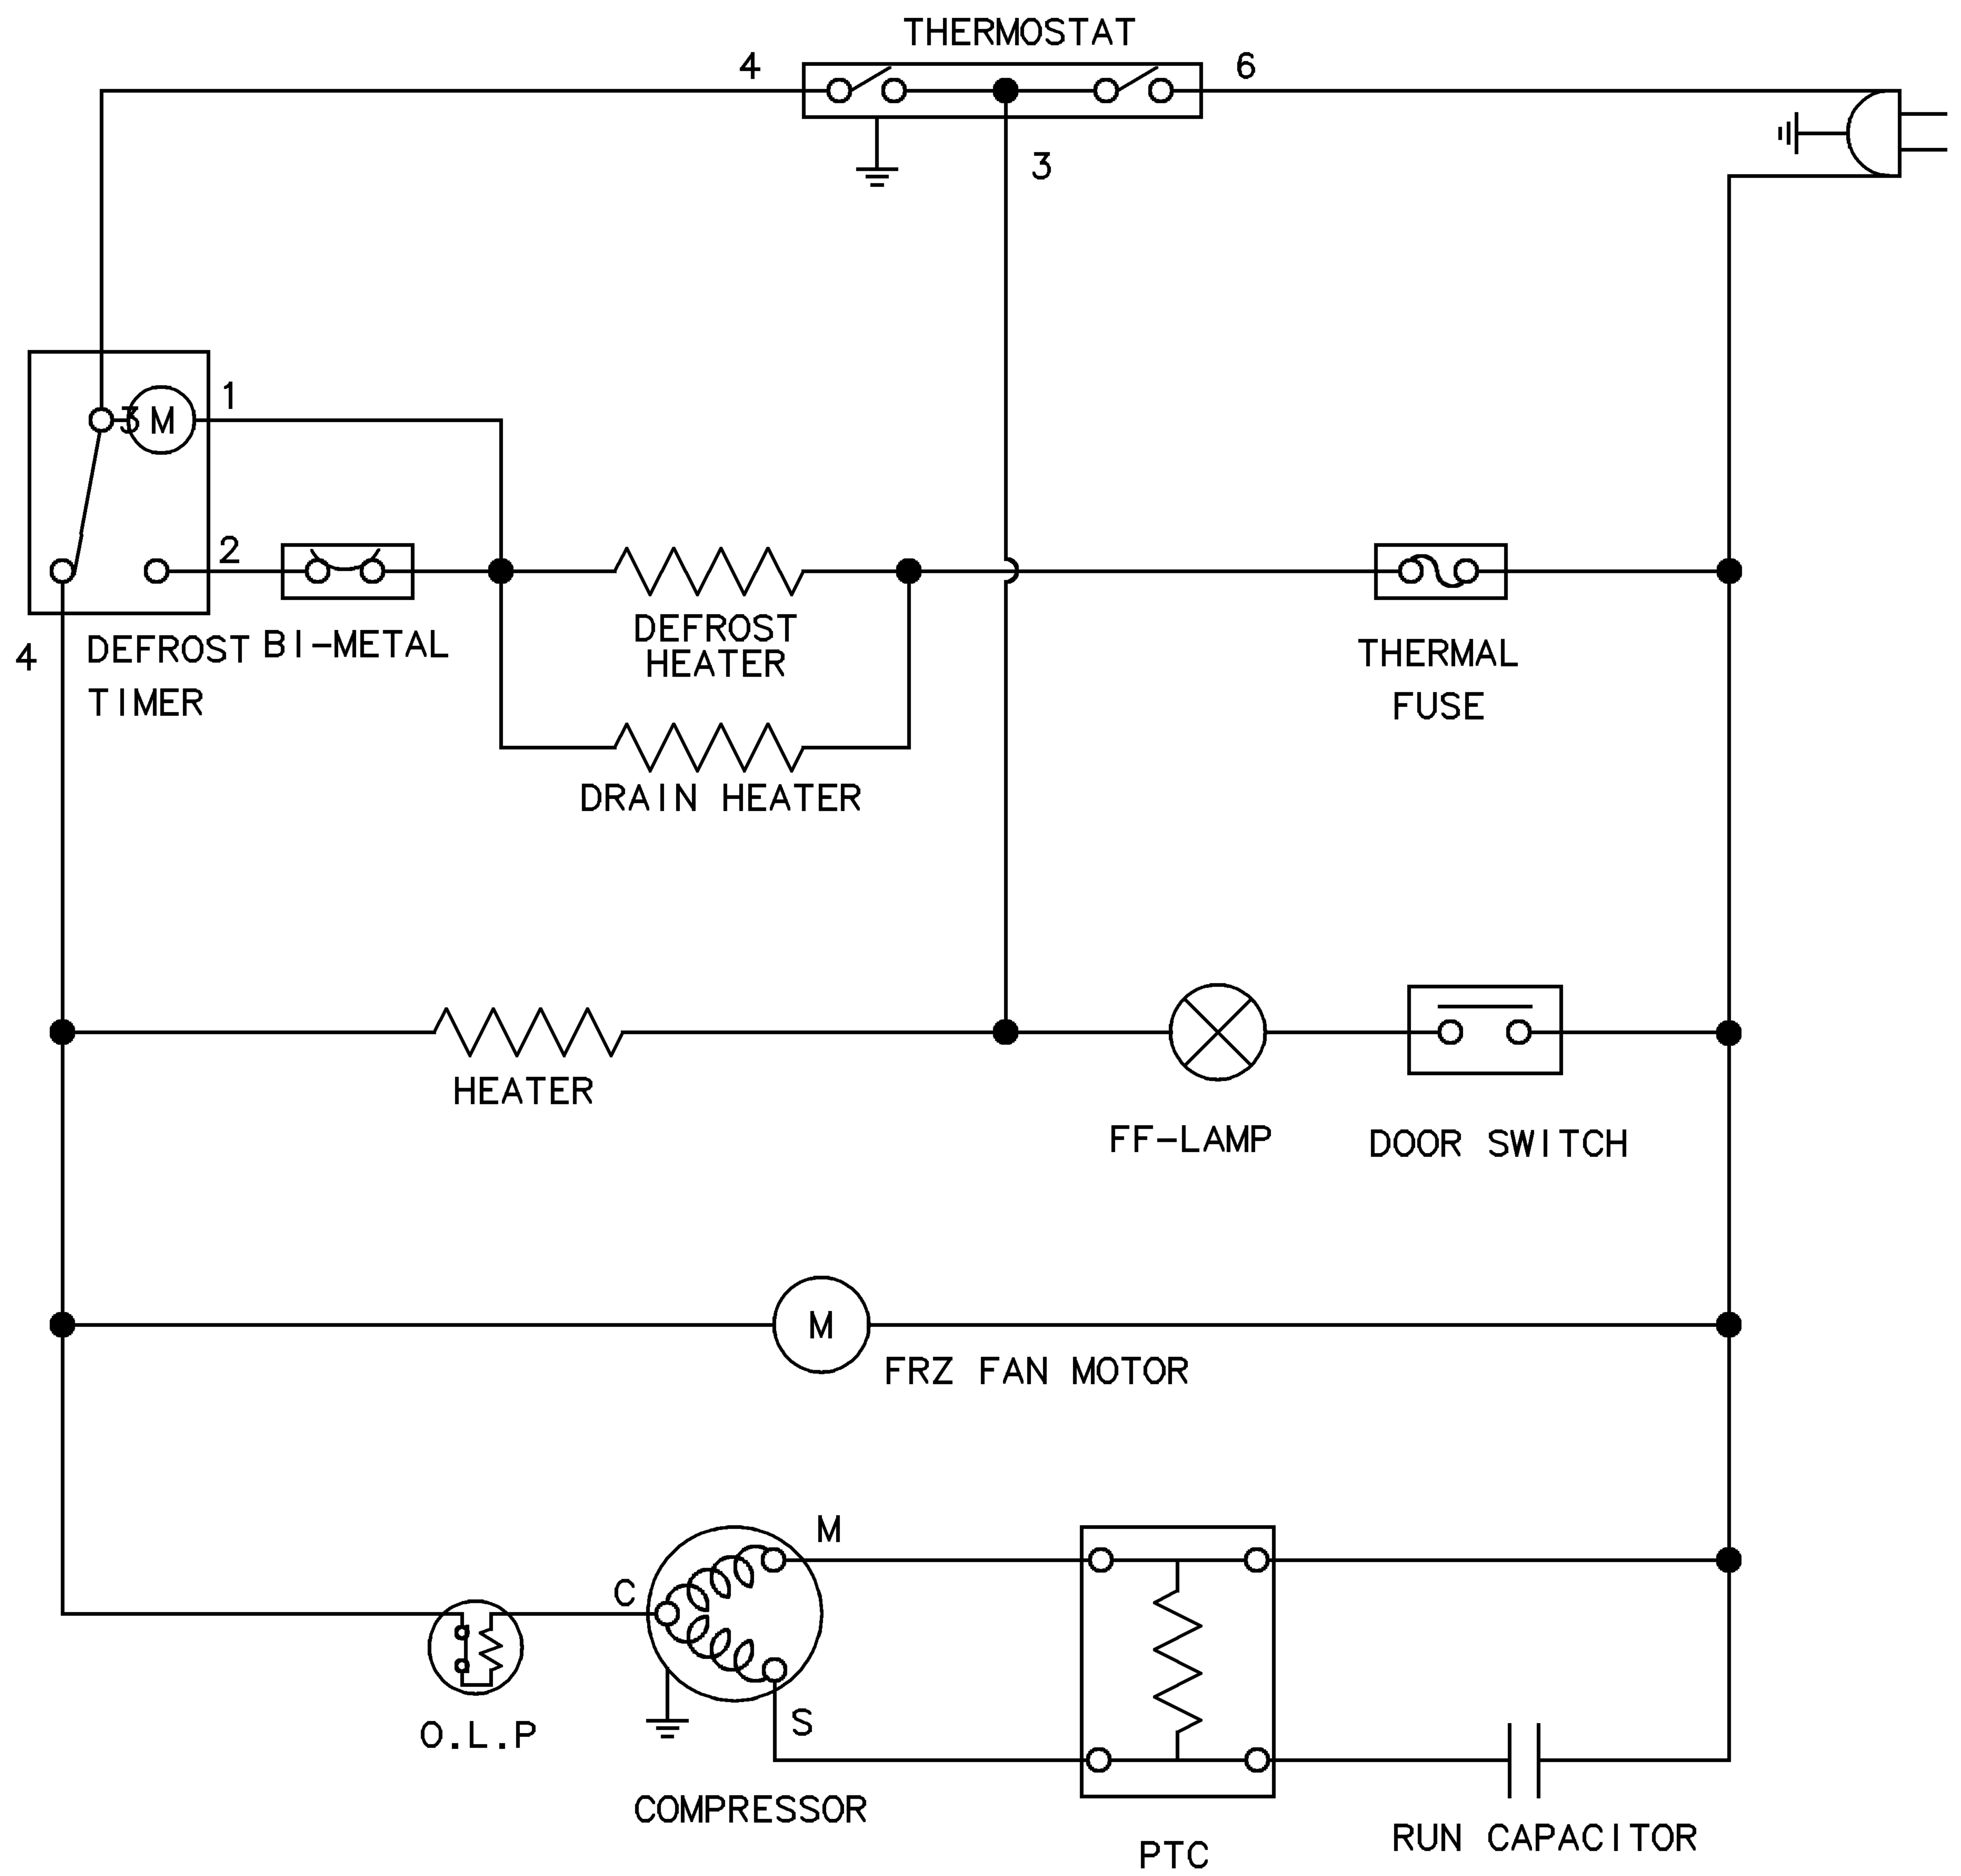 THERMOSTAT
4
6
3
1
3
M
2
4
DEFROST
TIMER
BI-METAL
DEFROST
HEATER
THERMAL
FUSE
DRAIN HEATER
HEATER
FF-LAMP
DOOR SWITCH
M
FRZ FAN MOTOR
M
C
S
O.L.P
COMPRESSOR
PTC
RUN CAPACITOR